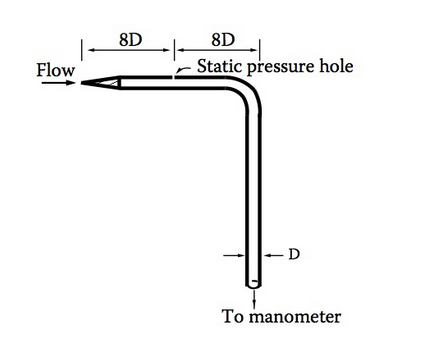 8D 8D
Flow
Static pressure hole
D
To manometer